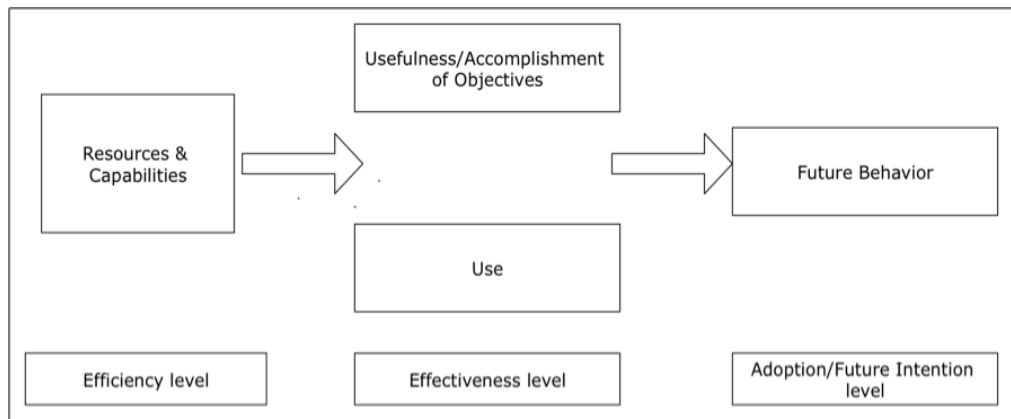 Usefulness/Accomplishment
of Objectives
Resources &
Capabilities
Future Behavior
Use
Efficiency level
Effectiveness level
Adoption/Future Intention
level